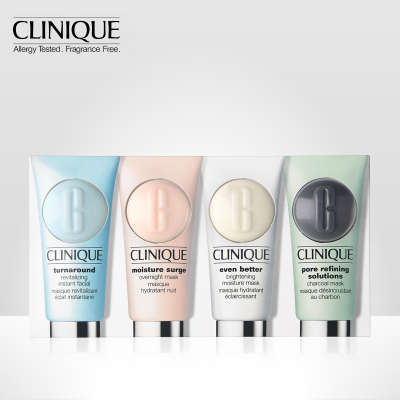 CLINIQUE
Allergy Tested. Fragrance Free.
CLINIQUE
turnaround
revitalizing
instant facial
masque revitalisant
éclat instantané
CLINIQUE
moisture surge
overnight mask
masque
hydratant nuit
CLINIQUE
even better
brightening
moisture mask
masque hydratant
éclaircissant
CLINIQUE
pore refining
solutions
charcoal mask
masque désincrustant
au charbon